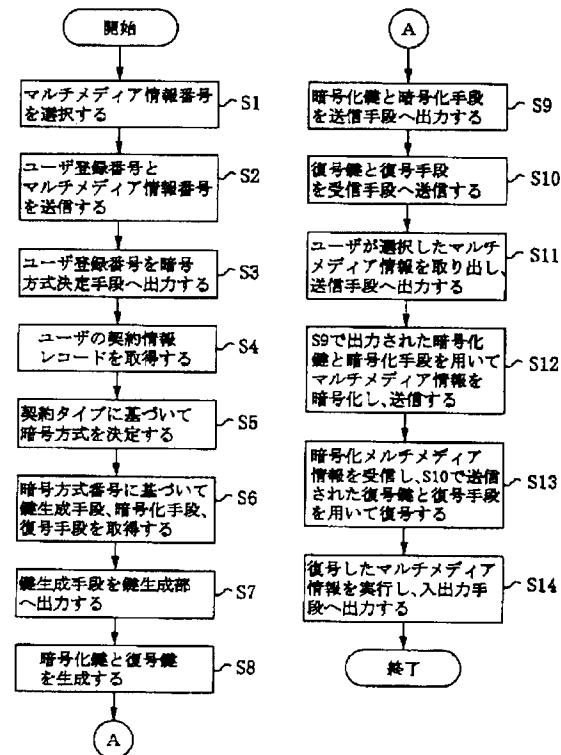 開始
マルチメディア情報番号
を選択する
S1
ユーザ登録番号と
マルチメディア情報番号
を送信する
S2
ユーザ登録番号を暗号
方式決定手段へ出力する
S3
ユーザの契約情報
レコードを取得する
S4
契約タイプに基づいて
暗号方式を決定する
S5
暗号方式番号に基づいて
鍵生成手段、暗号化手段、
復号手段を取得する
S6
鍵生成手段を鍵生成部
へ出力する
S7
暗号化鍵と復号鍵
を生成する
S8
A
A
暗号化鍵と暗号化手段
を送信手段へ出力する
S9
復号鍵と復号手段
を受信手段へ送信する
S10
ユーザが選択したマルチ
メディア情報を取り出し、
送信手段へ出力する
S11
S9で出力された暗号化
鍵と暗号化手段を用いて
マルチメディア情報を
暗号化し、送信する
S12
暗号化メルチメディア
情報を受信し、S10で送信
された復号鍵と復号手段
を用いて復号する
S13
復号したマルチメディア
情報を実行し、入出力手
段へ出力する
S14
終了